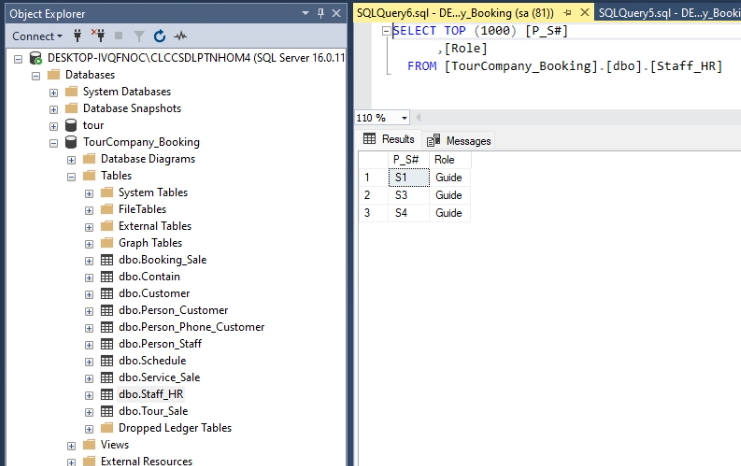 Object Explorer
Connect
DESKTOP-IVQFNOC\CLCCSDLPTNHOM4 (SQL Server 16.0.11
Databases
System Databases
Database Snapshots
tour
TourCompany_Booking
Database Diagrams
Tables
System Tables
FileTables
External Tables
Graph Tables
dbo.Booking_Sale
dbo.Contain
dbo.Customer
dbo.Person_Customer
dbo.Person_Phone_Customer
dbo.Person_Staff
dbo.Schedule
dbo.Service_Sale
dbo.Staff_HR
dbo.Tour_Sale
Dropped Ledger Tables
Views
External Resources
SQLQuery6.sql - DE...y_Booking (sa (81)) SQLQuery5.sql - DE...y_Booki
SELECT TOP (1000) [P_S#]
,[Role]
FROM [TourCompany_Booking].[dbo].[Staff_HR]
110 %
Results Messages
P_S# Role
1 S1 Guide
2 S3 Guide
3 S4 Guide